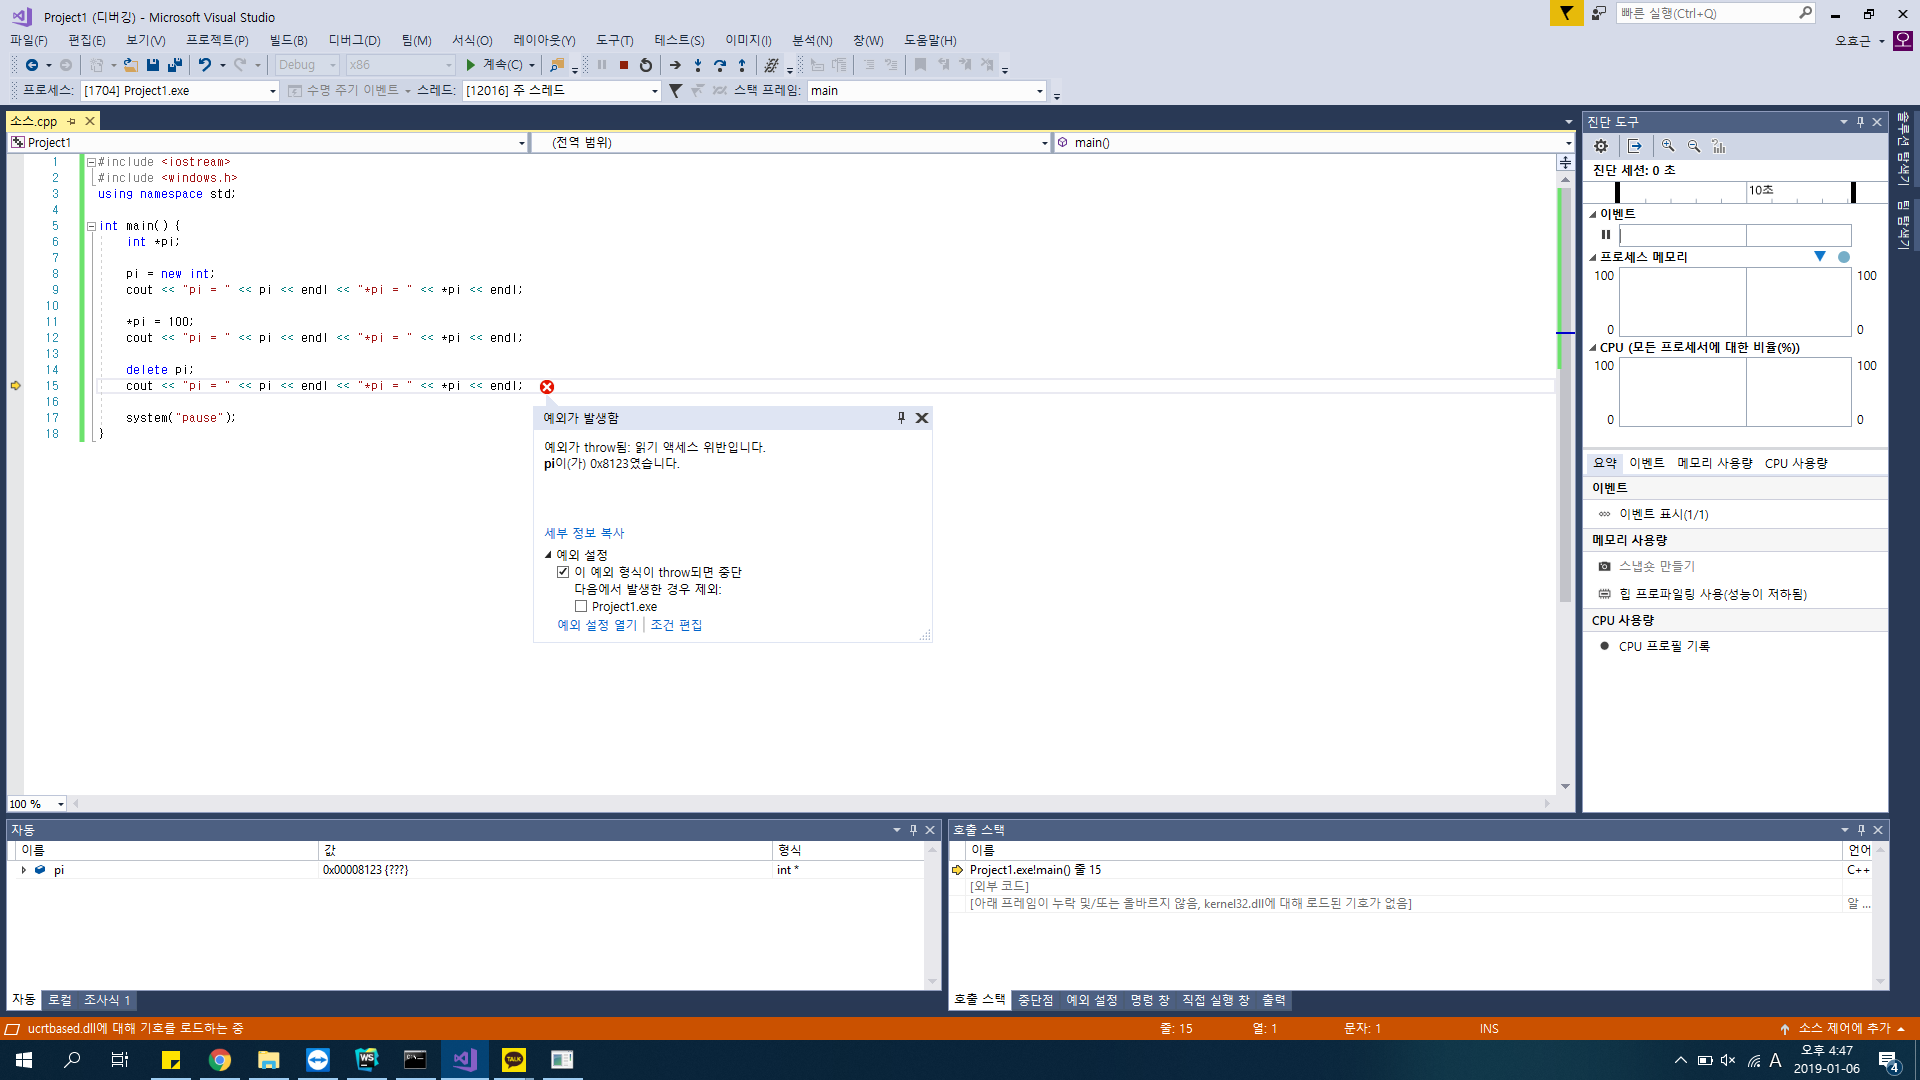 Project1 (디버깅) - Microsoft Visual Studio
빠른 실행(Ctrl+Q)
파일(F) 편집(E) 보기(V) 프로젝트(P) 빌드(B) 디버그(D) 팀(M) 서식(O) 레이아웃(Y) 도구(T) 테스트(S) 이미지(I) 분석(N) 창(W) 도움말(H)
오효근
Debug x86 계속(C)
프로세스: [1704] Project1.exe 수명 주기 이벤트 스레드: [12016] 주 스레드 스택 프레임: main
소스.cpp
Project1 (전역 범위) main()
1 #include <iostream>
2 #include <windows.h>
3 using namespace std;
4
5 int main() {
6 int *pi;
7
8 pi = new int;
9 cout << "pi = " << pi << endl << "*pi = " << *pi << endl;
10
11 *pi = 100;
12 cout << "pi = " << pi << endl << "*pi = " << *pi << endl;
13
14 delete pi;
15 cout << "pi = " << pi << endl << "*pi = " << *pi << endl;
16
17 system("pause");
18 }
예외가 발생함
예외가 throw됨: 읽기 액세스 위반입니다.
pi이(가) 0x8123였습니다.
세부 정보 복사
예외 설정
이 예외 형식이 throw되면 중단
다음에서 발생한 경우 제외:
Project1.exe
예외 설정 열기 조건 편집
100 %
진단 도구
진단 세션: 0 초
10초
이벤트
프로세스 메모리
100 100
0 0
CPU (모든 프로세서에 대한 비율(%))
100 100
0 0
요약 이벤트 메모리 사용량 CPU 사용량
이벤트
이벤트 표시(1/1)
메모리 사용량
스냅숏 만들기
힙 프로파일링 사용(성능이 저하됨)
CPU 사용량
CPU 프로필 기록
솔루션 탐색기
팀 탐색기
자동
이름 값 형식
pi 0x00008123 {???} int *
자동 로컬 조사식 1
호출 스택
이름 언어
Project1.exe!main() 줄 15 C++
[외부 코드]
[아래 프레임이 누락 및/또는 올바르지 않음, kernel32.dll에 대해 로드된 기호가 없음] 알 ...
호출 스택 중단점 예외 설정 명령 창 직접 실행 창 출력
ucrtbased.dll에 대해 기호를 로드하는 중
줄: 15 열: 1 문자: 1 INS 소스 제어에 추가
WS
TALK
A
오후 4:47
2019-01-06
4